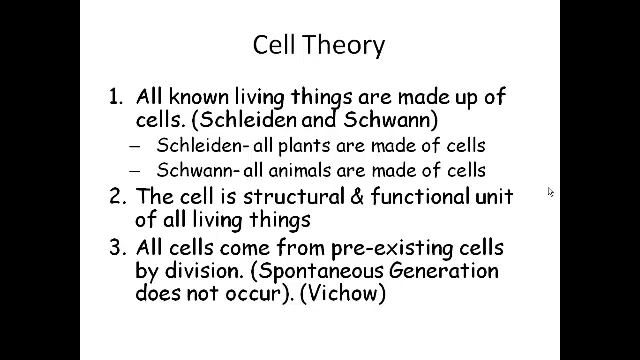 Cell Theory
1. All known living things are made up of
cells. (Schleiden and Schwann)
– Schleiden- all plants are made of cells
– Schwann- all animals are made of cells
2. The cell is structural & functional unit
of all living things
3. All cells come from pre-existing cells
by division. (Spontaneous Generation
does not occur). (Vichow)